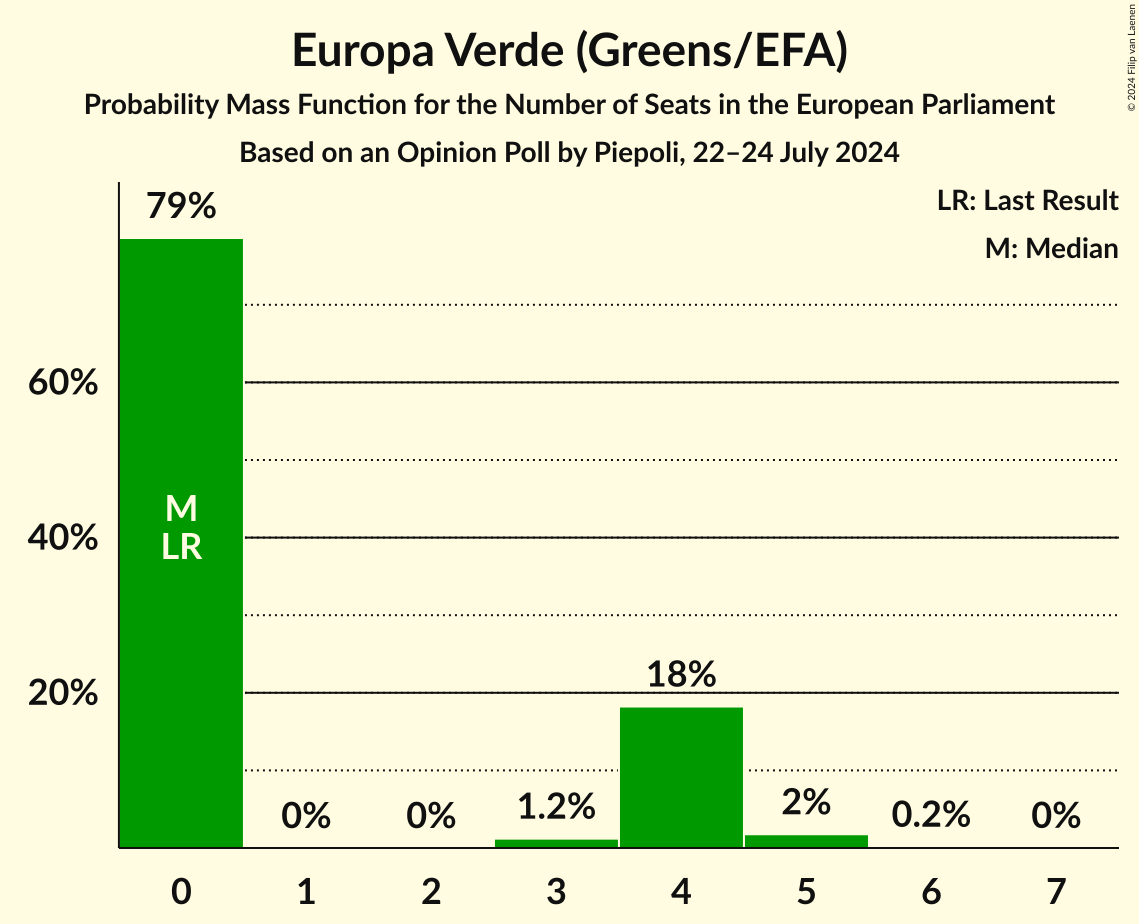 Europa Verde (Greens/EFA)
Probability Mass Function for the Number of Seats in the European Parliament
Based on an Opinion Poll by Piepoli, 22–24 July 2024
© 2024 Filip van Laenen
LR: Last Result
M: Median
79%
60%
40%
20%
M
LR
0%
0%
1.2%
18%
2%
0.2%
0%
0
1
2
3
4
5
6
7